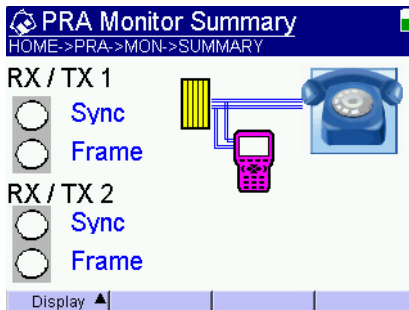 PRA Monitor Summary
HOME->PRA->MON->SUMMARY
RX / TX 1
Sync
Frame
RX / TX 2
Sync
Frame
Display